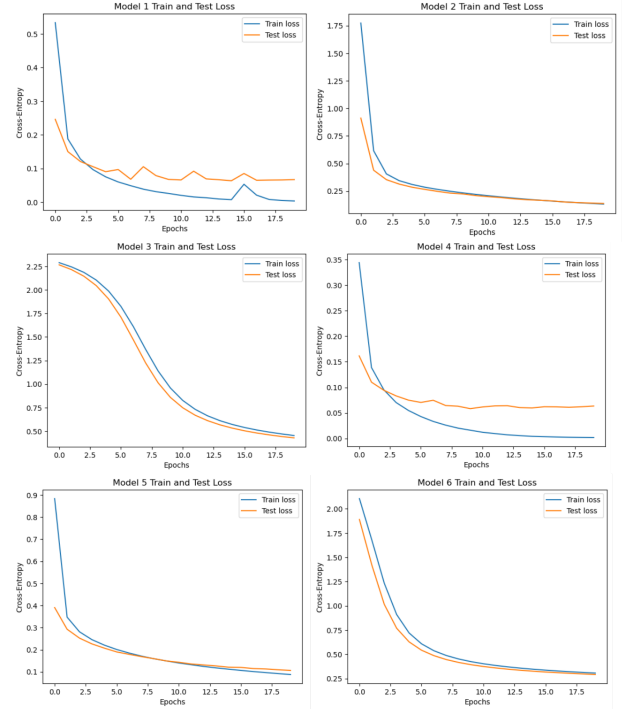 Model 1 Train and Test Loss
Train loss
Test loss
Cross-Entropy
0.5
0.4
0.3
0.2
0.1
0.0
0.0 2.5 5.0 7.5 10.0 12.5 15.0 17.5
Epochs
Model 2 Train and Test Loss
Train loss
Test loss
Cross-Entropy
1.75
1.50
1.25
1.00
0.75
0.50
0.25
0.0 2.5 5.0 7.5 10.0 12.5 15.0 17.5
Epochs
Model 3 Train and Test Loss
Train loss
Test loss
Cross-Entropy
2.25
2.00
1.75
1.50
1.25
1.00
0.75
0.50
0.0 2.5 5.0 7.5 10.0 12.5 15.0 17.5
Epochs
Model 4 Train and Test Loss
Train loss
Test loss
Cross-Entropy
0.35
0.30
0.25
0.20
0.15
0.10
0.05
0.00
0.0 2.5 5.0 7.5 10.0 12.5 15.0 17.5
Epochs
Model 5 Train and Test Loss
Train loss
Test loss
Cross-Entropy
0.9
0.8
0.7
0.6
0.5
0.4
0.3
0.2
0.1
0.0 2.5 5.0 7.5 10.0 12.5 15.0 17.5
Epochs
Model 6 Train and Test Loss
Train loss
Test loss
Cross-Entropy
2.00
1.75
1.50
1.25
1.00
0.75
0.50
0.25
0.0 2.5 5.0 7.5 10.0 12.5 15.0 17.5
Epochs